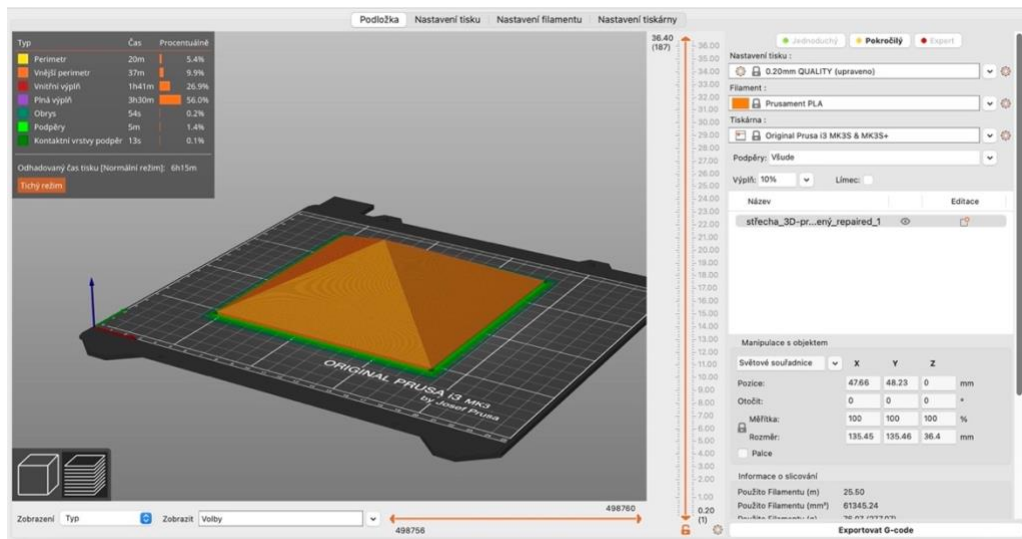 Podložka Nastavení tisku Nastavení filamentu Nastavení tiskárny
Typ Čas Procentuálně
Perimetr 20m 5.4%
Vnější perimetr 37m 9.9%
Vnitřní výplň 1h41m 26.9%
Plná výplň 3h30m 56.0%
Obrys 54s 0.2%
Podpěry 5m 1.4%
Kontaktní vrstvy podpěr 13s 0.1%
Odhadovaný čas tisku [Normální režim]: 6h15m
Tichý režim
ORIGINAL PRUSA i3 MK3
by Josef Prusa
Zobrazení Typ Zobrazit Volby
498760
498756
36.40
(187)
36.00
35.00
34.00
33.00
32.00
31.00
30.00
29.00
28.00
27.00
26.00
25.00
24.00
23.00
22.00
21.00
20.00
19.00
18.00
17.00
16.00
15.00
14.00
13.00
12.00
11.00
10.00
9.00
8.00
7.00
6.00
5.00
4.00
3.00
2.00
1.00
0.20
(1)
Jednoduchý Pokročilý Expert
Nastavení tisku :
0.20mm QUALITY (upraveno)
Filament :
Prusament PLA
Tiskárna :
Original Prusa i3 MK3S & MK3S+
Podpěry: Všude
Výplň: 10% Límec:
Název Editace
střecha_3D-pr...ený_repaired_1
Manipulace s objektem
Světové souřadnice X Y Z
Pozice: 47.66 48.23 0 mm
Otočit: 0 0 0 °
Měřítka: 100 100 100 %
Rozměr: 135.45 135.46 36.4 mm
Palce
Informace o slicování
Použito Filamentu (m) 25.50
Použito Filamentu (mm³) 61345.24
Exportovat G-code